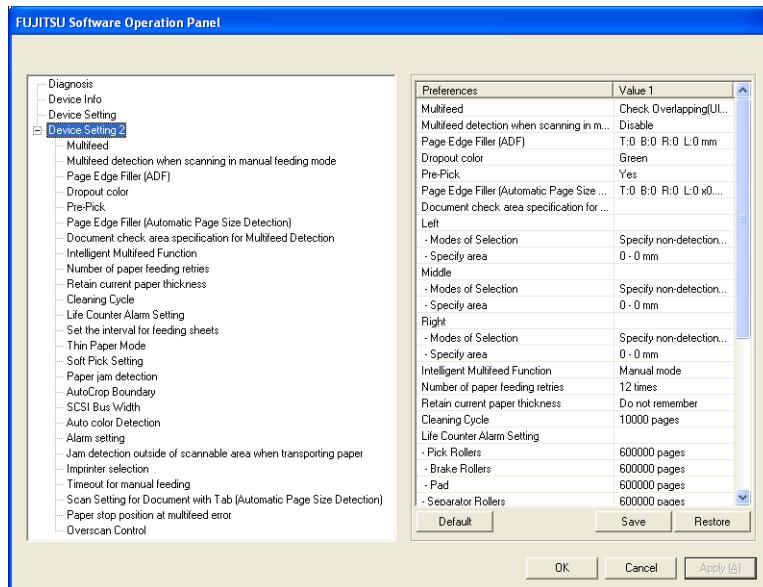 FUJITSU Software Operation Panel
Diagnosis
Device Info
Device Setting
Device Setting 2
Multifeed
Multifeed detection when scanning in manual feeding mode
Page Edge Filler (ADF)
Dropout color
Pre-Pick
Page Edge Filler (Automatic Page Size Detection)
Document check area specification for Multifeed Detection
Intelligent Multifeed Function
Number of paper feeding retries
Retain current paper thickness
Cleaning Cycle
Life Counter Alarm Setting
Set the interval for feeding sheets
Thin Paper Mode
Soft Pick Setting
Paper jam detection
AutoCrop Boundary
SCSI Bus Width
Auto color Detection
Alarm setting
Jam detection outside of scannable area when transporting paper
Imprinter selection
Timeout for manual feeding
Scan Setting for Document with Tab (Automatic Page Size Detection)
Paper stop position at multifeed error
Overscan Control
Preferences Value 1
Multifeed Check Overlapping(Ul...
Multifeed detection when scanning in m... Disable
Page Edge Filler (ADF) T:0 B:0 R:0 L:0 mm
Dropout color Green
Pre-Pick Yes
Page Edge Filler (Automatic Page Size ... T:0 B:0 R:0 L:0 x0....
Document check area specification for ...
Left
- Modes of Selection Specify non-detection...
- Specify area 0 - 0 mm
Middle
- Modes of Selection Specify non-detection...
- Specify area 0 - 0 mm
Right
- Modes of Selection Specify non-detection...
- Specify area 0 - 0 mm
Intelligent Multifeed Function Manual mode
Number of paper feeding retries 12 times
Retain current paper thickness Do not remember
Cleaning Cycle 10000 pages
Life Counter Alarm Setting
- Pick Rollers 600000 pages
- Brake Rollers 600000 pages
- Pad 600000 pages
- Separator Rollers 600000 pages
Default Save Restore
OK Cancel Apply (A)